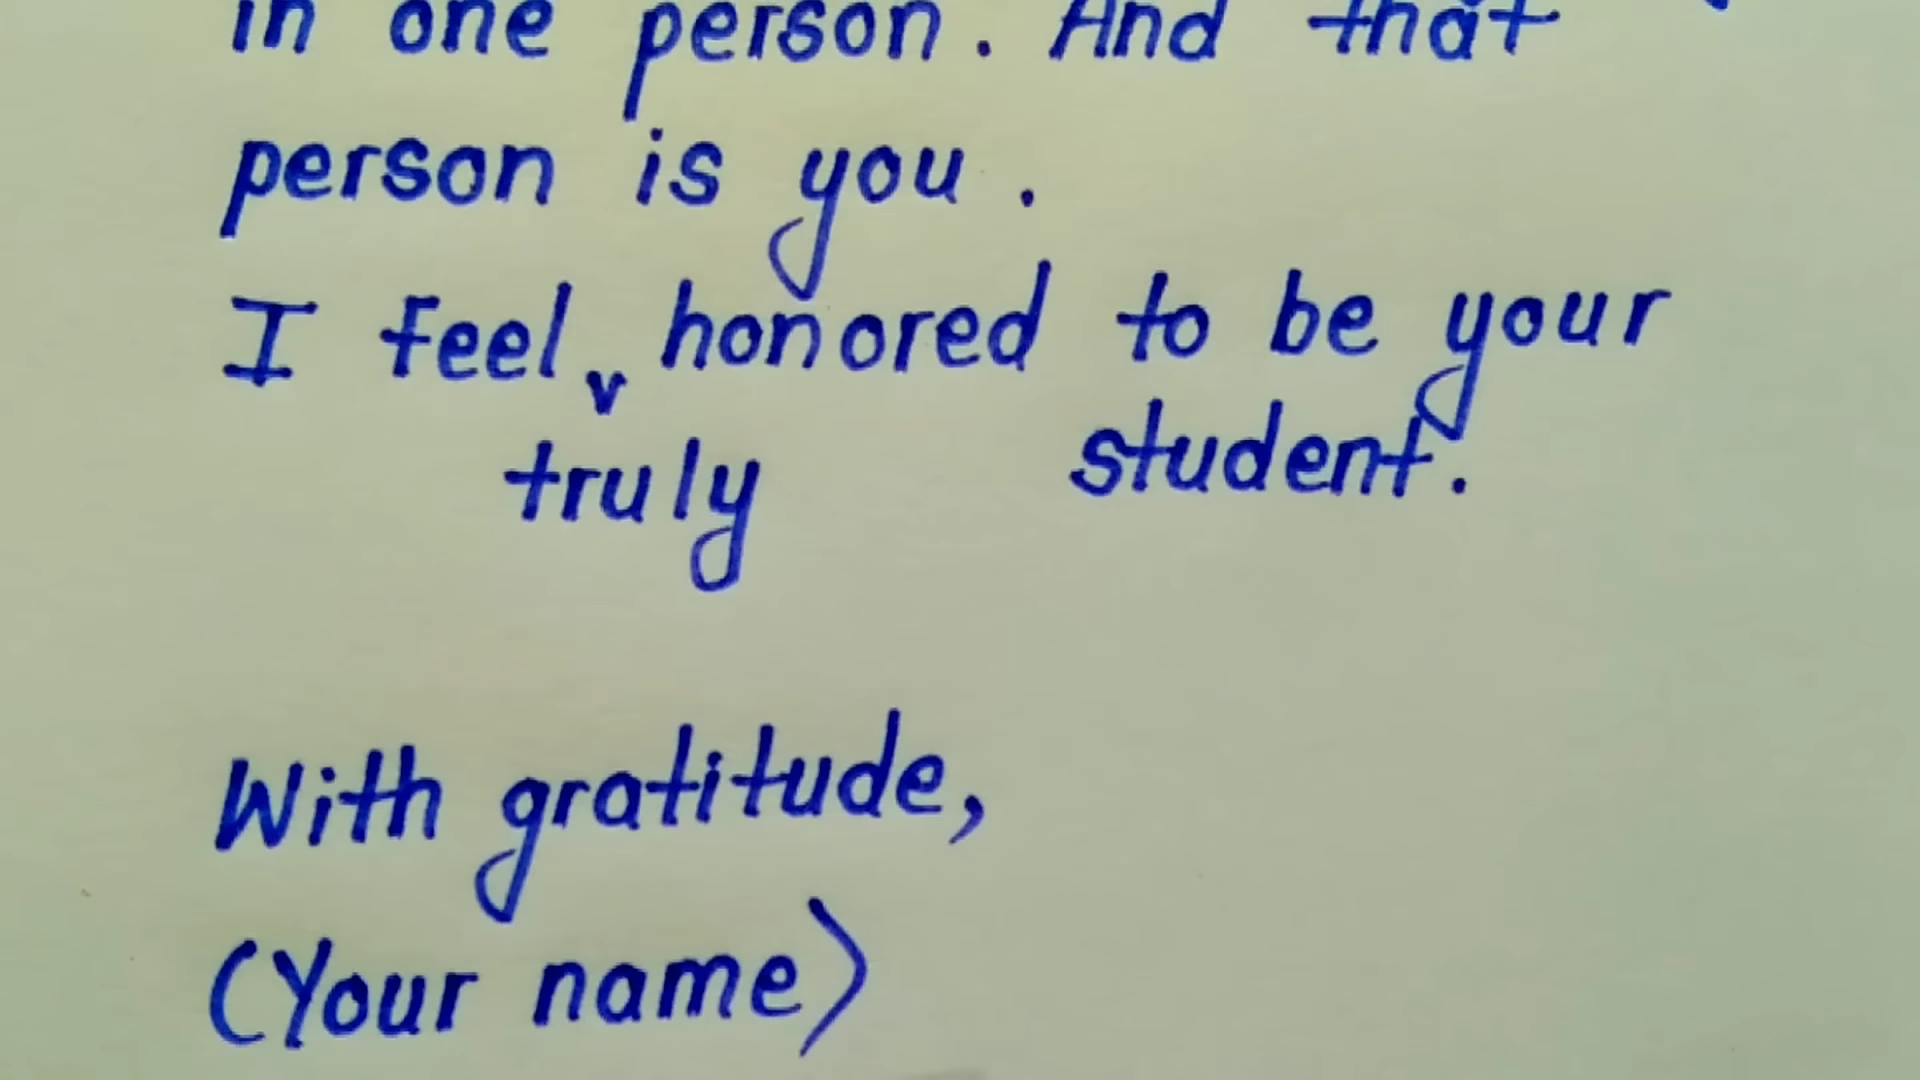 in one person. And that
person is you.
I feel v honored to be your
truly student.
With gratitude,
(Your name)